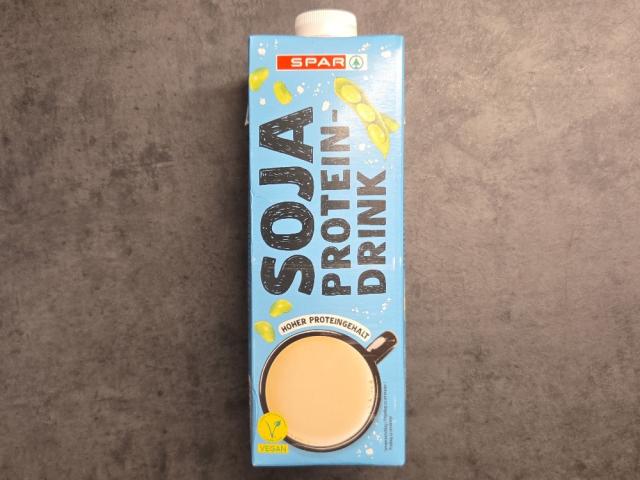 SPAR
SOJA
PROTEIN-
DRINK
HOHER PROTEINGEHALT
V
VEGAN